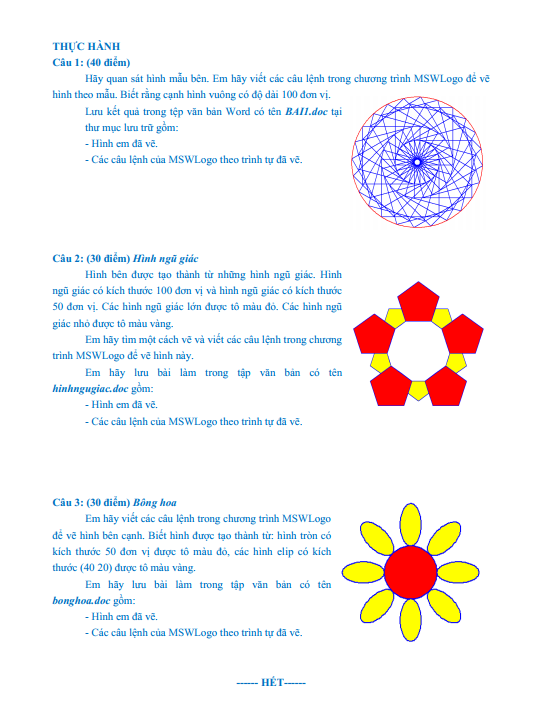 THỰC HÀNH
Câu 1: (40 điểm)
Hãy quan sát hình mẫu bên. Em hãy viết các câu lệnh trong chương trình MSWLogo để vẽ
hình theo mẫu. Biết rằng cạnh hình vuông có độ dài 100 đơn vị.
Lưu kết quả trong tệp văn bản Word có tên BAI1.doc tại
thư mục lưu trữ gồm:
- Hình em đã vẽ.
- Các câu lệnh của MSWLogo theo trình tự đã vẽ.
Câu 2: (30 điểm) Hình ngũ giác
Hình bên được tạo thành từ những hình ngũ giác. Hình
ngũ giác có kích thước 100 đơn vị và hình ngũ giác có kích thước
50 đơn vị. Các hình ngũ giác lớn được tô màu đỏ. Các hình ngũ
giác nhỏ được tô màu vàng.
Em hãy tìm một cách vẽ và viết các câu lệnh trong chương
trình MSWLogo để vẽ hình này.
Em hãy lưu bài làm trong tập văn bản có tên
hinhngugiac.doc gồm:
- Hình em đã vẽ.
- Các câu lệnh của MSWLogo theo trình tự đã vẽ.
Câu 3: (30 điểm) Bông hoa
Em hãy viết các câu lệnh trong chương trình MSWLogo
để vẽ hình bên cạnh. Biết hình được tạo thành từ: hình tròn có
kích thước 50 đơn vị được tô màu đỏ, các hình elip có kích
thước (40 20) được tô màu vàng.
Em hãy lưu bài làm trong tập văn bản có tên
bonghoa.doc gồm:
- Hình em đã vẽ.
- Các câu lệnh của MSWLogo theo trình tự đã vẽ.
------ HẾT------